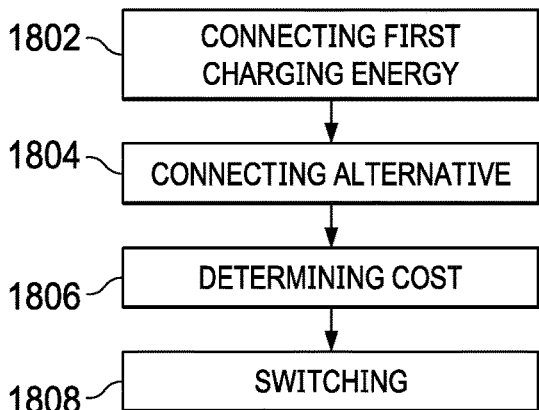 1802
CONNECTING FIRST
CHARGING ENERGY
1804
CONNECTING ALTERNATIVE
1806
DETERMINING COST
1808
SWITCHING